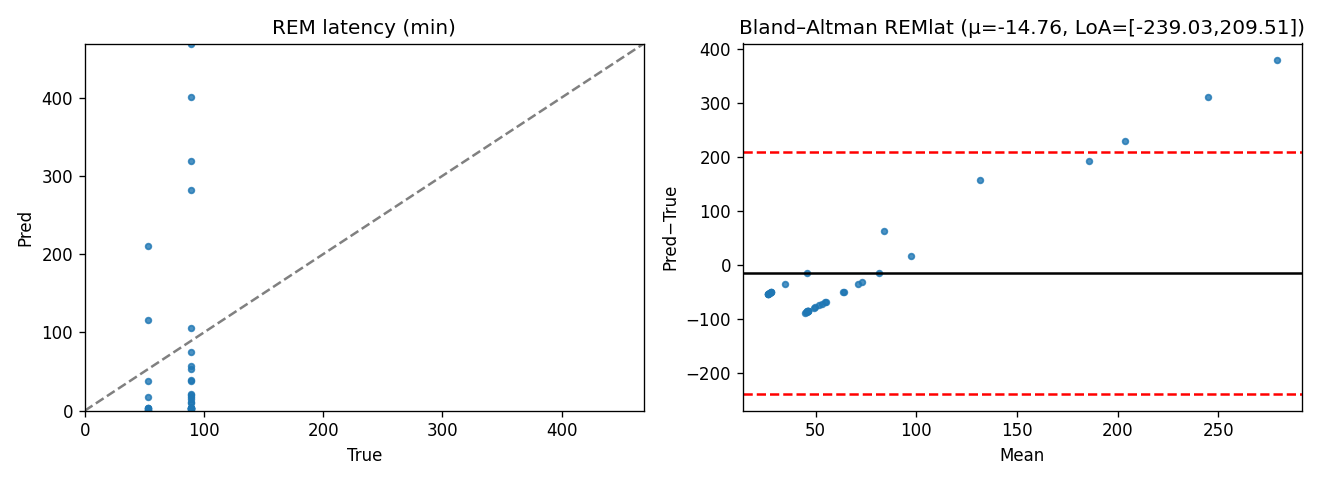 REM latency (min)
Pred
400
300
200
100
0
0 100 200 300 400
True
Bland–Altman REMlat (μ=-14.76, LoA=[-239.03,209.51])
Pred−True
400
300
200
100
0
−100
−200
50 100 150 200 250
Mean